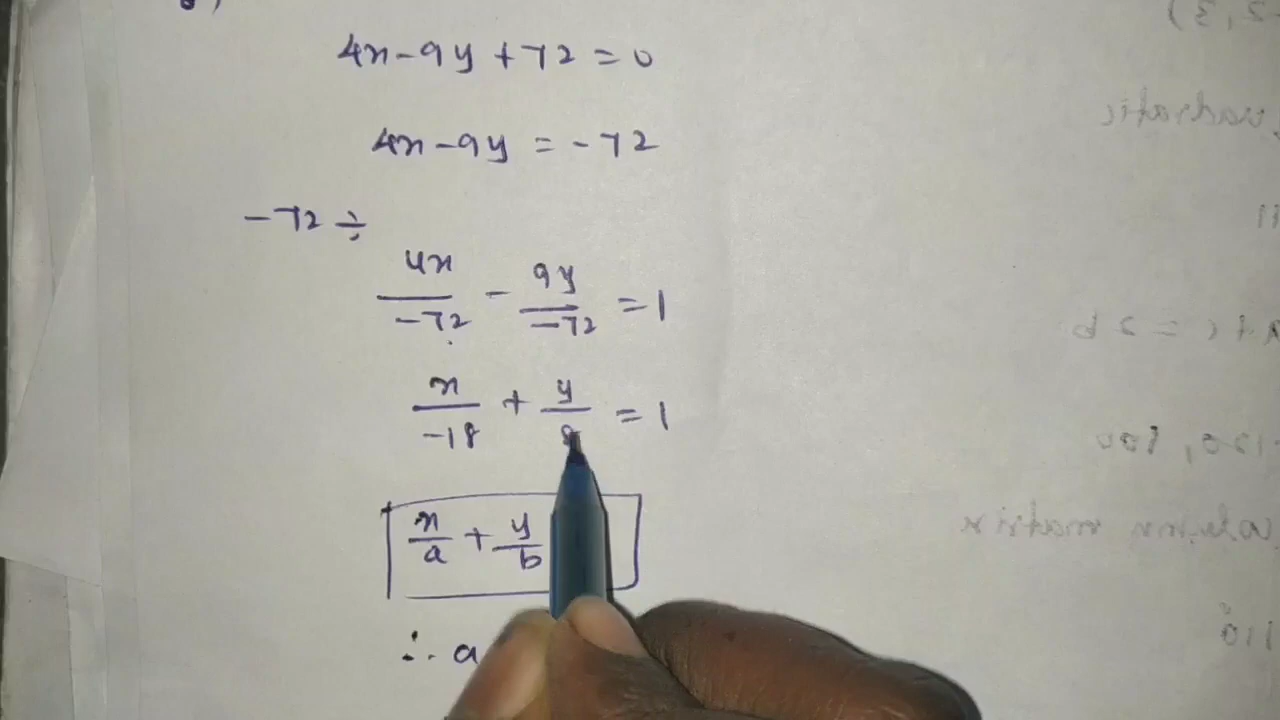 4x - 9y + 72 = 0
4x - 9y = -72
-72 ÷
4x/-72 - 9y/-72 = 1
x/-18 + y/8 = 1
x/a + y/b
∴ a